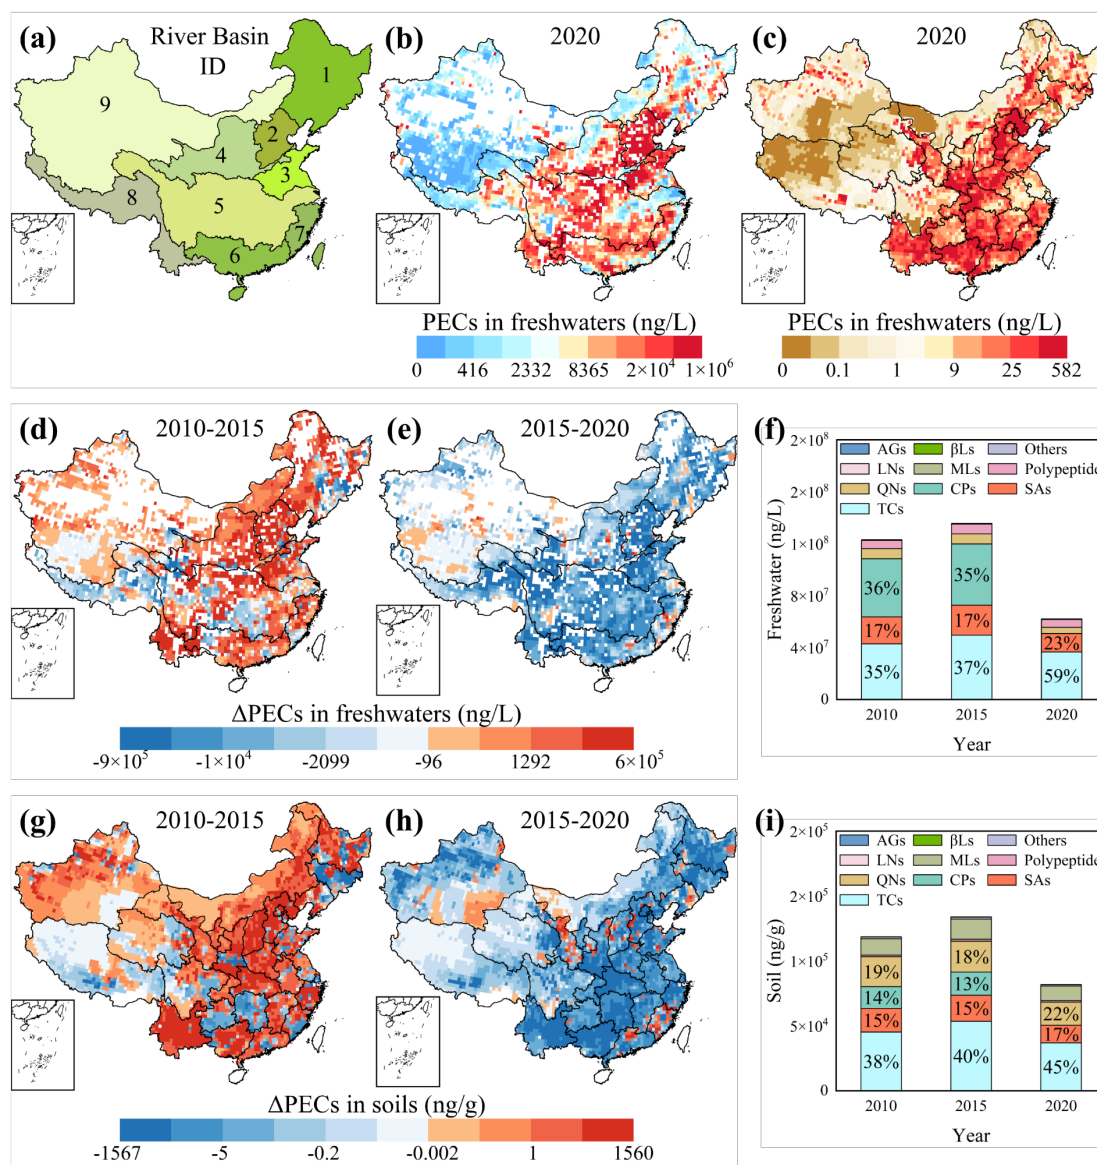 (a) River Basin ID
1
2
3
4
5
6
7
8
9
(b) 2020
PECs in freshwaters (ng/L)
0 416 2332 8365 2×10⁴ 1×10⁶
(c) 2020
PECs in freshwaters (ng/L)
0 0.1 1 9 25 582
(d) 2010-2015
(e) 2015-2020
ΔPECs in freshwaters (ng/L)
-9×10⁵ -1×10⁴ -2099 -96 1292 6×10⁵
(f)
AGs βLs Others
LNs MLs Polypeptide
QNs CPs SAs
TCs
Freshwater (ng/L)
2×10⁸
2×10⁸
1×10⁸
8×10⁷
4×10⁷
0
36% 17% 35%
35% 17% 37%
23% 59%
2010 2015 2020
Year
(g) 2010-2015
(h) 2015-2020
ΔPECs in soils (ng/g)
-1567 -5 -0.2 -0.002 1 1560
(i)
AGs βLs Others
LNs MLs Polypeptide
QNs CPs SAs
TCs
Soil (ng/g)
2×10⁵
2×10⁵
1×10⁵
5×10⁴
0
19% 14% 15% 38%
18% 13% 15% 40%
22% 17% 45%
2010 2015 2020
Year